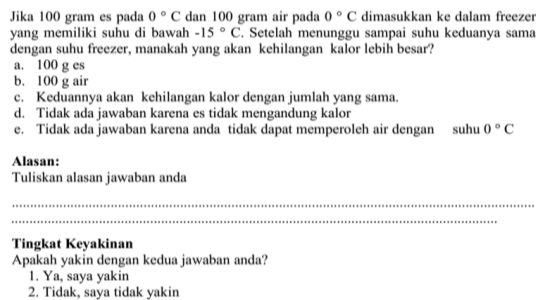 Jika 100 gram es pada 0 ° C dan 100 gram air pada 0 ° C dimasukkan ke dalam freezer
yang memiliki suhu di bawah -15 ° C. Setelah menunggu sampai suhu keduanya sama
dengan suhu freezer, manakah yang akan kehilangan kalor lebih besar?
a. 100 g es
b. 100 g air
c. Keduannya akan kehilangan kalor dengan jumlah yang sama.
d. Tidak ada jawaban karena es tidak mengandung kalor
e. Tidak ada jawaban karena anda tidak dapat memperoleh air dengan suhu 0 ° C
Alasan:
Tuliskan alasan jawaban anda
Tingkat Keyakinan
Apakah yakin dengan kedua jawaban anda?
1. Ya, saya yakin
2. Tidak, saya tidak yakin